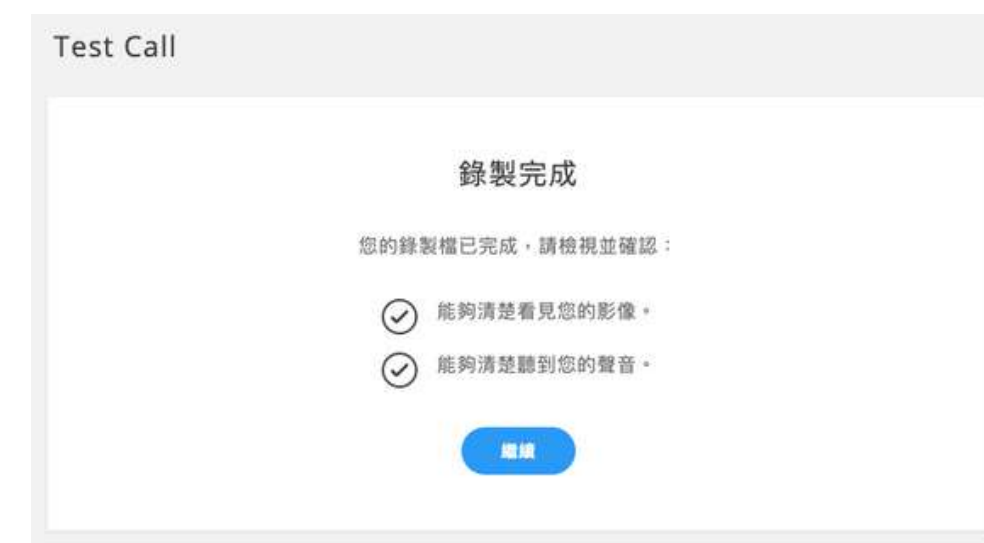 Test Call
錄製完成
您的錄製檔已完成，請檢視並確認：
能夠清楚看見您的影像。
能夠清楚聽到您的聲音。
繼續